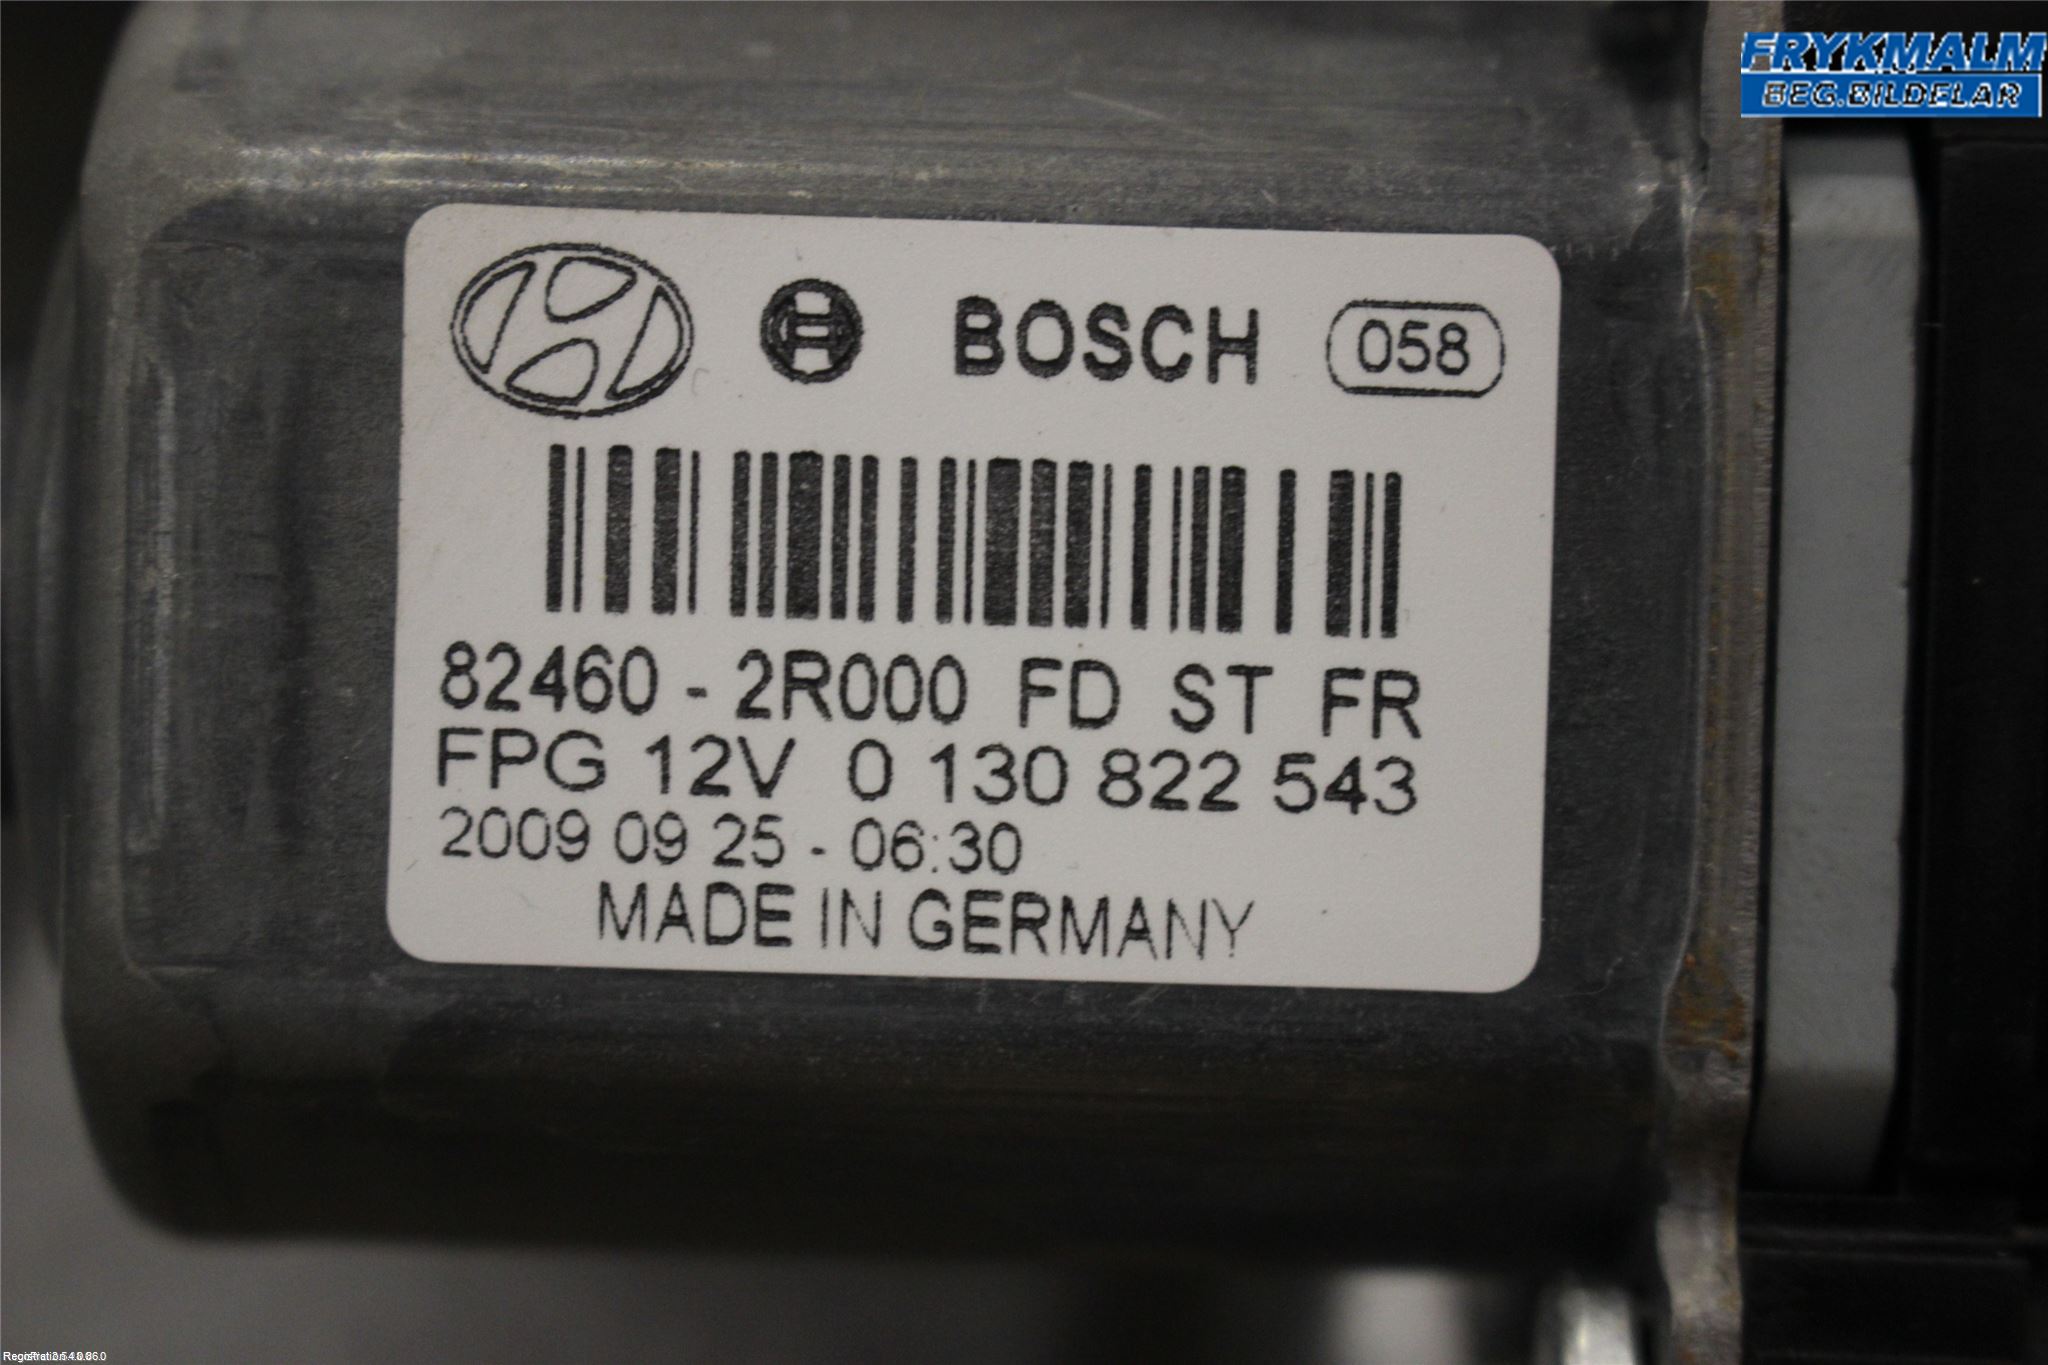 FRYKMALM
BEG.BILDELAR
BOSCH 058
82460 - 2R000 FD ST FR
FPG 12V 0 130 822 543
2009 09 25 - 06:30
MADE IN GERMANY